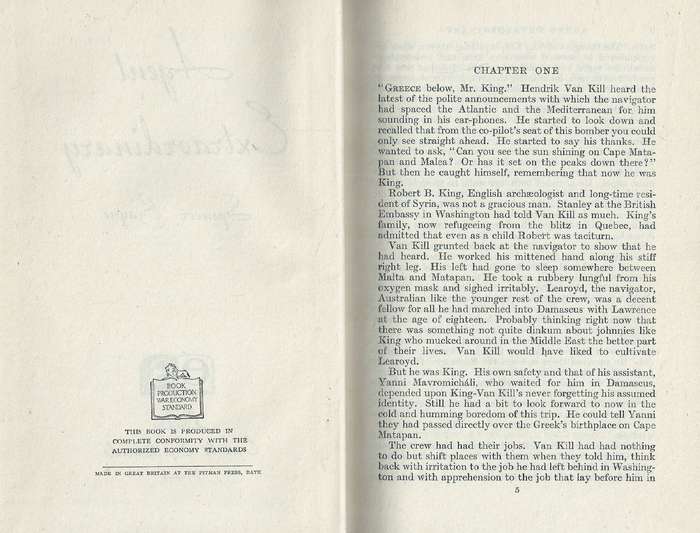 Agent
Extraordinary
BOOK
PRODUCTION
WAR ECONOMY
STANDARD
THIS BOOK IS PRODUCED IN
COMPLETE CONFORMITY WITH THE
AUTHORIZED ECONOMY STANDARDS
MADE IN GREAT BRITAIN AT THE PITMAN PRESS, BATH
CHAPTER ONE
"GREECE below, Mr. King." Hendrik Van Kill heard the
latest of the polite announcements with which the navigator
had spaced the Atlantic and the Mediterranean for him
sounding in his ear-phones. He started to look down and
recalled that from the co-pilot's seat of this bomber you could
only see straight ahead. He started to say his thanks. He
wanted to ask, "Can you see the sun shining on Cape Mata-
pan and Malea? Or has it set on the peaks down there?"
But then he caught himself, remembering that now he was
King.
Robert B. King, English archæologist and long-time resi-
dent of Syria, was not a gracious man. Stanley at the British
Embassy in Washington had told Van Kill as much. King's
family, now refugeeing from the blitz in Quebec, had
admitted that even as a child Robert was taciturn.
Van Kill grunted back at the navigator to show that he
had heard. He worked his mittened hand along his stiff
right leg. His left had gone to sleep somewhere between
Malta and Matapan. He took a rubbery lungful from his
oxygen mask and sighed irritably. Learoyd, the navigator,
Australian like the younger rest of the crew, was a decent
fellow for all he had marched into Damascus with Lawrence
at the age of eighteen. Probably thinking right now that
there was something not quite dinkum about johnnies like
King who mucked around in the Middle East the better part
of their lives. Van Kill would have liked to cultivate
Learoyd.
But he was King. His own safety and that of his assistant,
Yanni Mavromicháli, who waited for him in Damascus,
depended upon King-Van Kill's never forgetting his assumed
identity. Still he had a bit to look forward to now in the
cold and humming boredom of this trip. He could tell Yanni
they had passed directly over the Greek's birthplace on Cape
Matapan.
The crew had had their jobs. Van Kill had had nothing
to do but shift places with them when they told him, think
back with irritation to the job he had left behind in Washing-
ton and with apprehension to the job that lay before him in
5